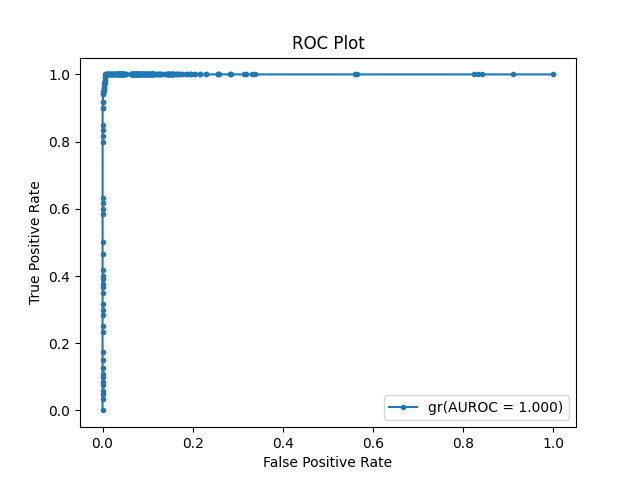 ROC Plot
True Positive Rate
1.0
0.8
0.6
0.4
0.2
0.0
gr(AUROC = 1.000)
0.0 0.2 0.4 0.6 0.8 1.0
False Positive Rate